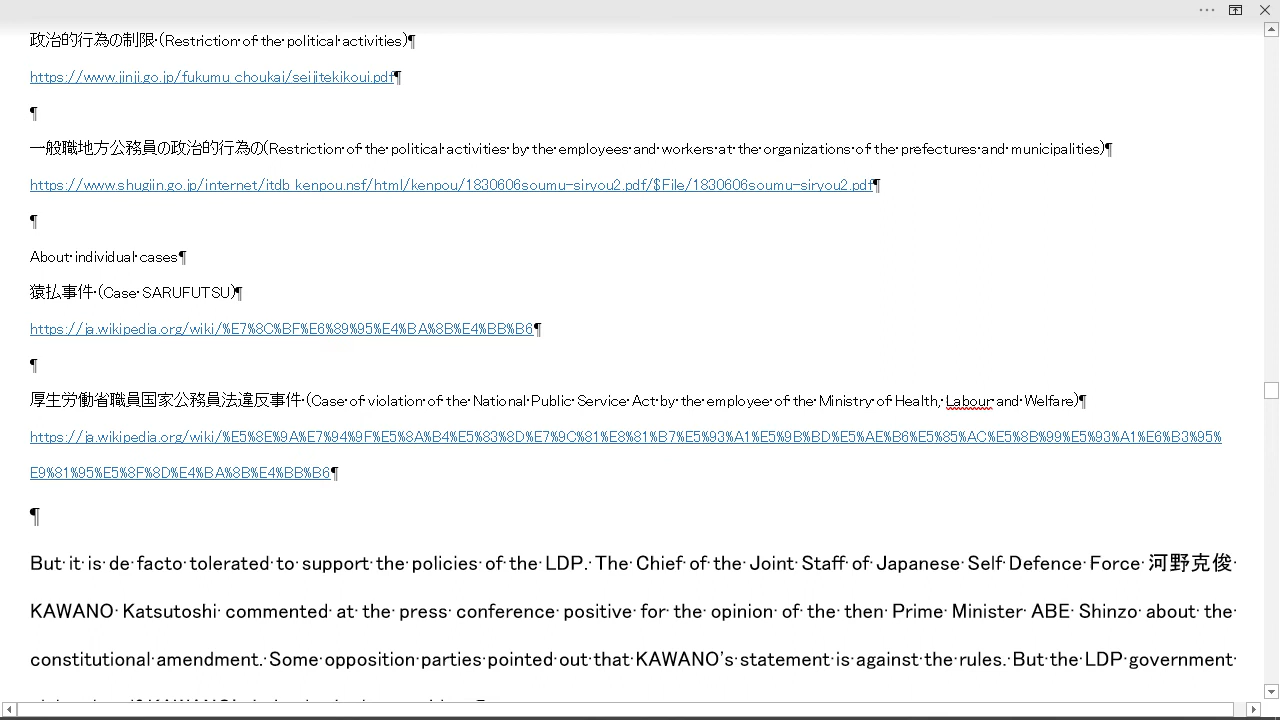 政治的行為の制限 (Restriction of the political activities)
https://www.jinji.go.jp/fukumu_choukai/seijitekikoui.pdf
一般職地方公務員の政治的行為の(Restriction of the political activities by the employees and workers at the organizations of the prefectures and municipalities)
https://www.shugiin.go.jp/internet/itdb_kenpou.nsf/html/kenpou/1830606soumu-siryou2.pdf/$File/1830606soumu-siryou2.pdf
About individual cases
猿払事件 (Case SARUFUTSU)
https://ja.wikipedia.org/wiki/%E7%8C%BF%E6%89%95%E4%BA%8B%E4%BB%B6
厚生労働省職員国家公務員法違反事件 (Case of violation of the National Public Service Act by the employee of the Ministry of Health, Labour and Welfare)
https://ja.wikipedia.org/wiki/%E5%8E%9A%E7%94%9F%E5%8A%B4%E5%83%8D%E7%9C%81%E8%81%B7%E5%93%A1%E5%9B%BD%E5%AE%B6%E5%85%AC%E5%8B%99%E5%93%A1%E6%B3%95%
E9%81%95%E5%8F%8D%E4%BA%8B%E4%BB%B6
But it is de facto tolerated to support the policies of the LDP. The Chief of the Joint Staff of Japanese Self Defence Force 河野克俊
KAWANO Katsutoshi commented at the press conference positive for the opinion of the then Prime Minister ABE Shinzo about the
constitutional amendment. Some opposition parties pointed out that KAWANO's statement is against the rules. But the LDP government